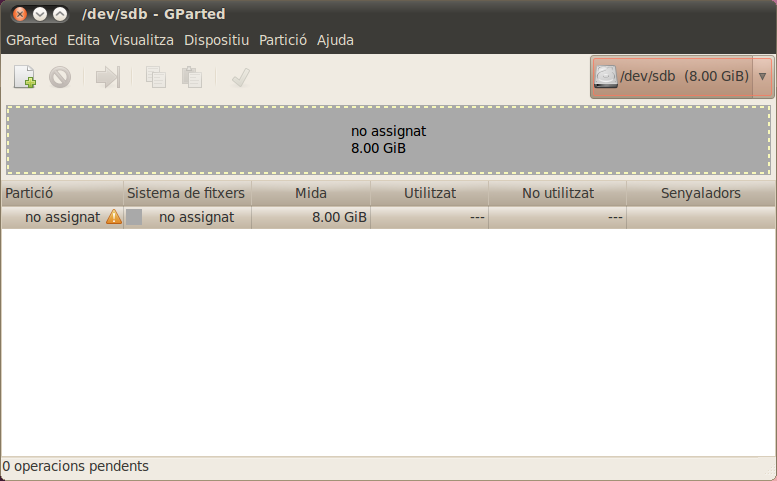 /dev/sdb - GParted
GParted Edita Visualitza Dispositiu Partició Ajuda
/dev/sdb (8.00 GiB)
no assignat
8.00 GiB
Partició Sistema de fitxers Mida Utilitzat No utilitzat Senyaladors
no assignat no assignat 8.00 GiB --- ---
0 operacions pendents